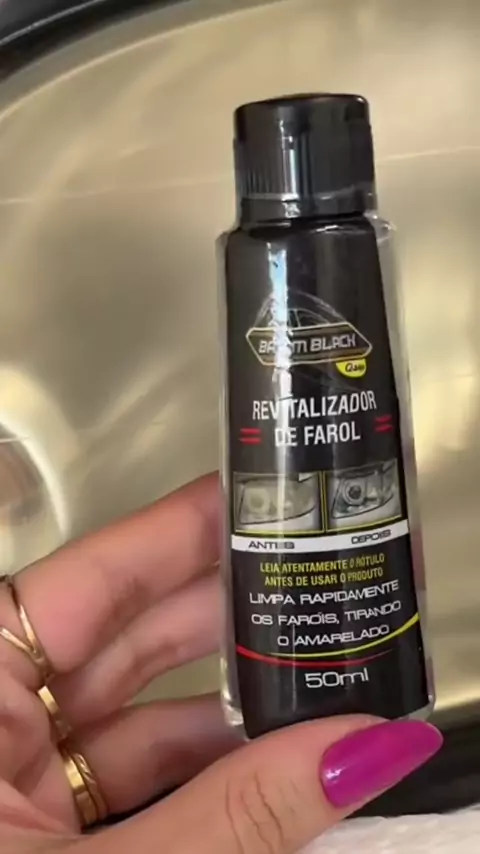 BLACK
REVITALIZADOR
DE FAROL
ANTES
DEPOIS
LEIA ATENTAMENTE O RÓTULO
ANTES DE USAR O PRODUTO
LIMPA RAPIDAMENTE
OS FARÓIS, TIRANDO
O AMARELADO
50ml